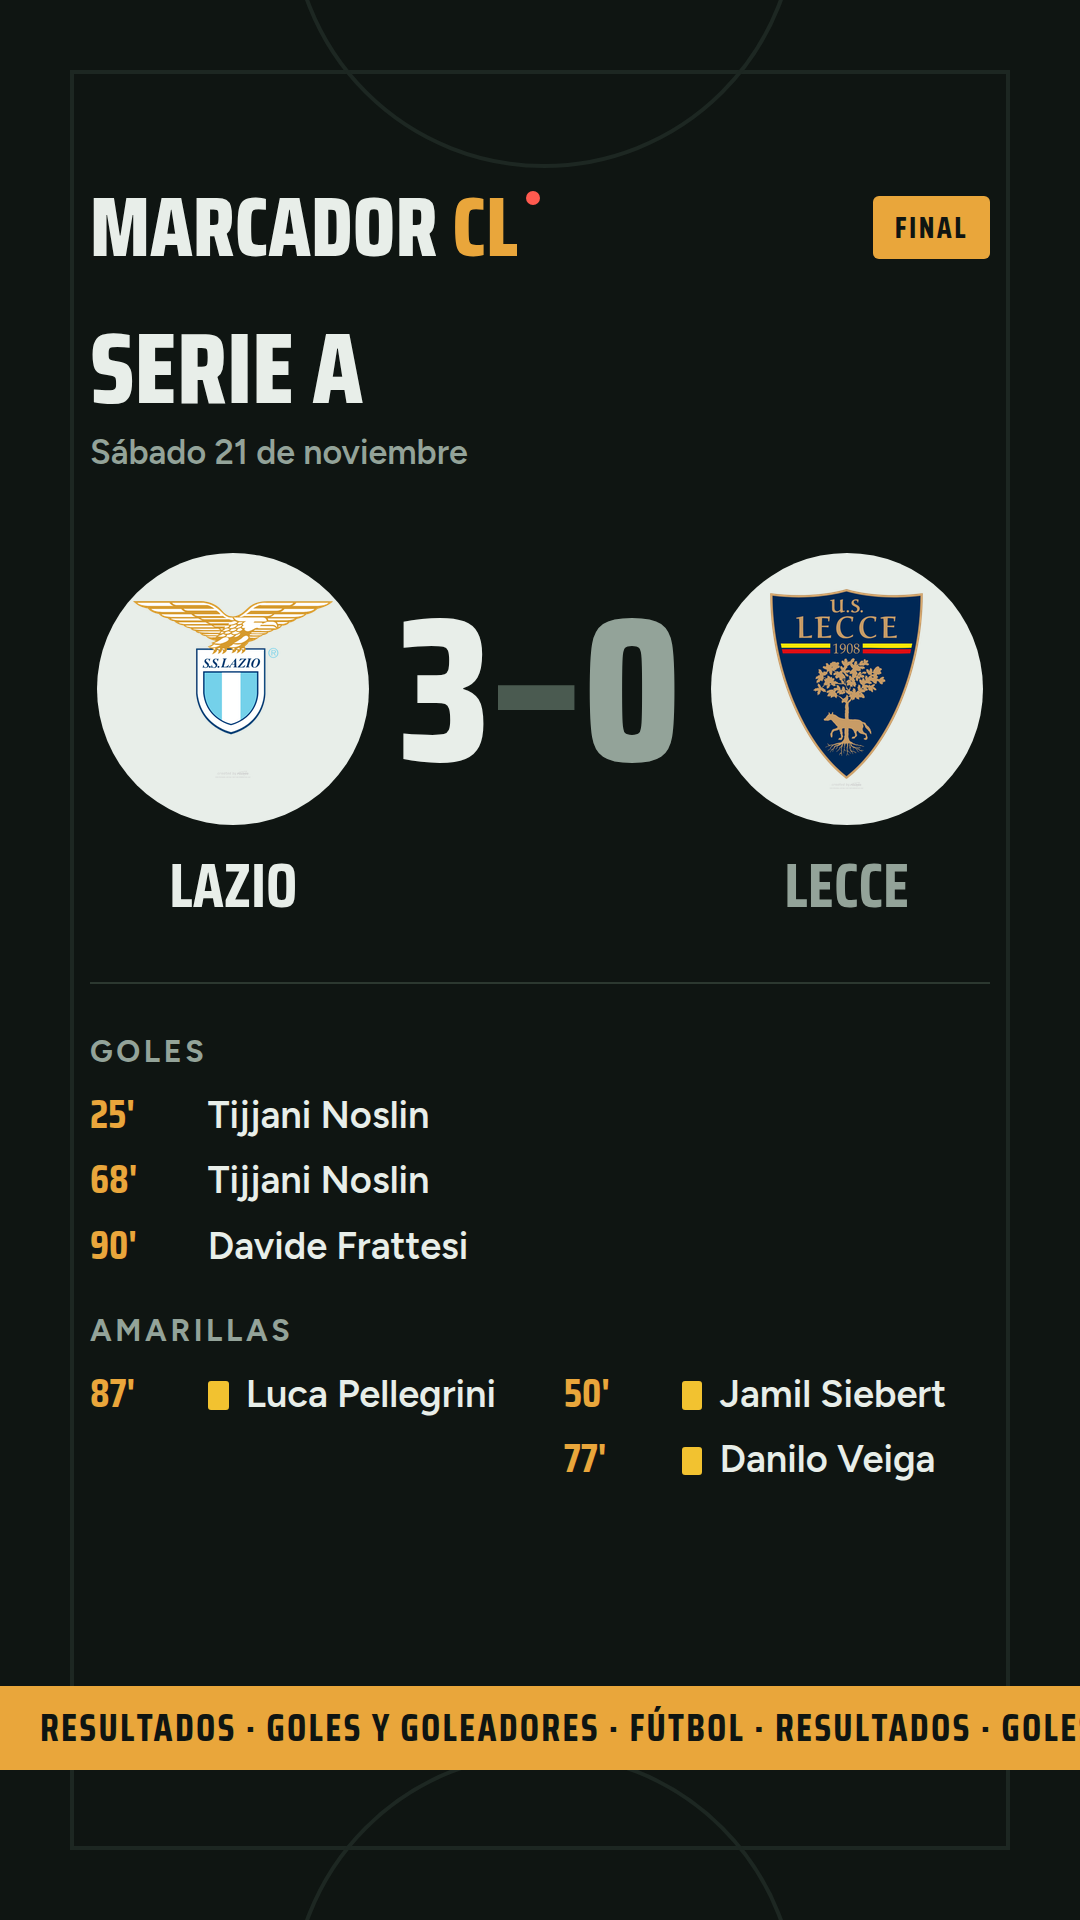 MARCADOR CL
FINAL
SERIE A
Sábado 21 de noviembre
S.S.LAZIO
®
3-0
u.s.
LECCE
1908
LAZIO
LECCE
GOLES
25' Tijjani Noslin
68' Tijjani Noslin
90' Davide Frattesi
AMARILLAS
87' Luca Pellegrini
50' Jamil Siebert
77' Danilo Veiga
RESULTADOS · GOLES Y GOLEADORES · FÚTBOL · RESULTADOS · GOLES